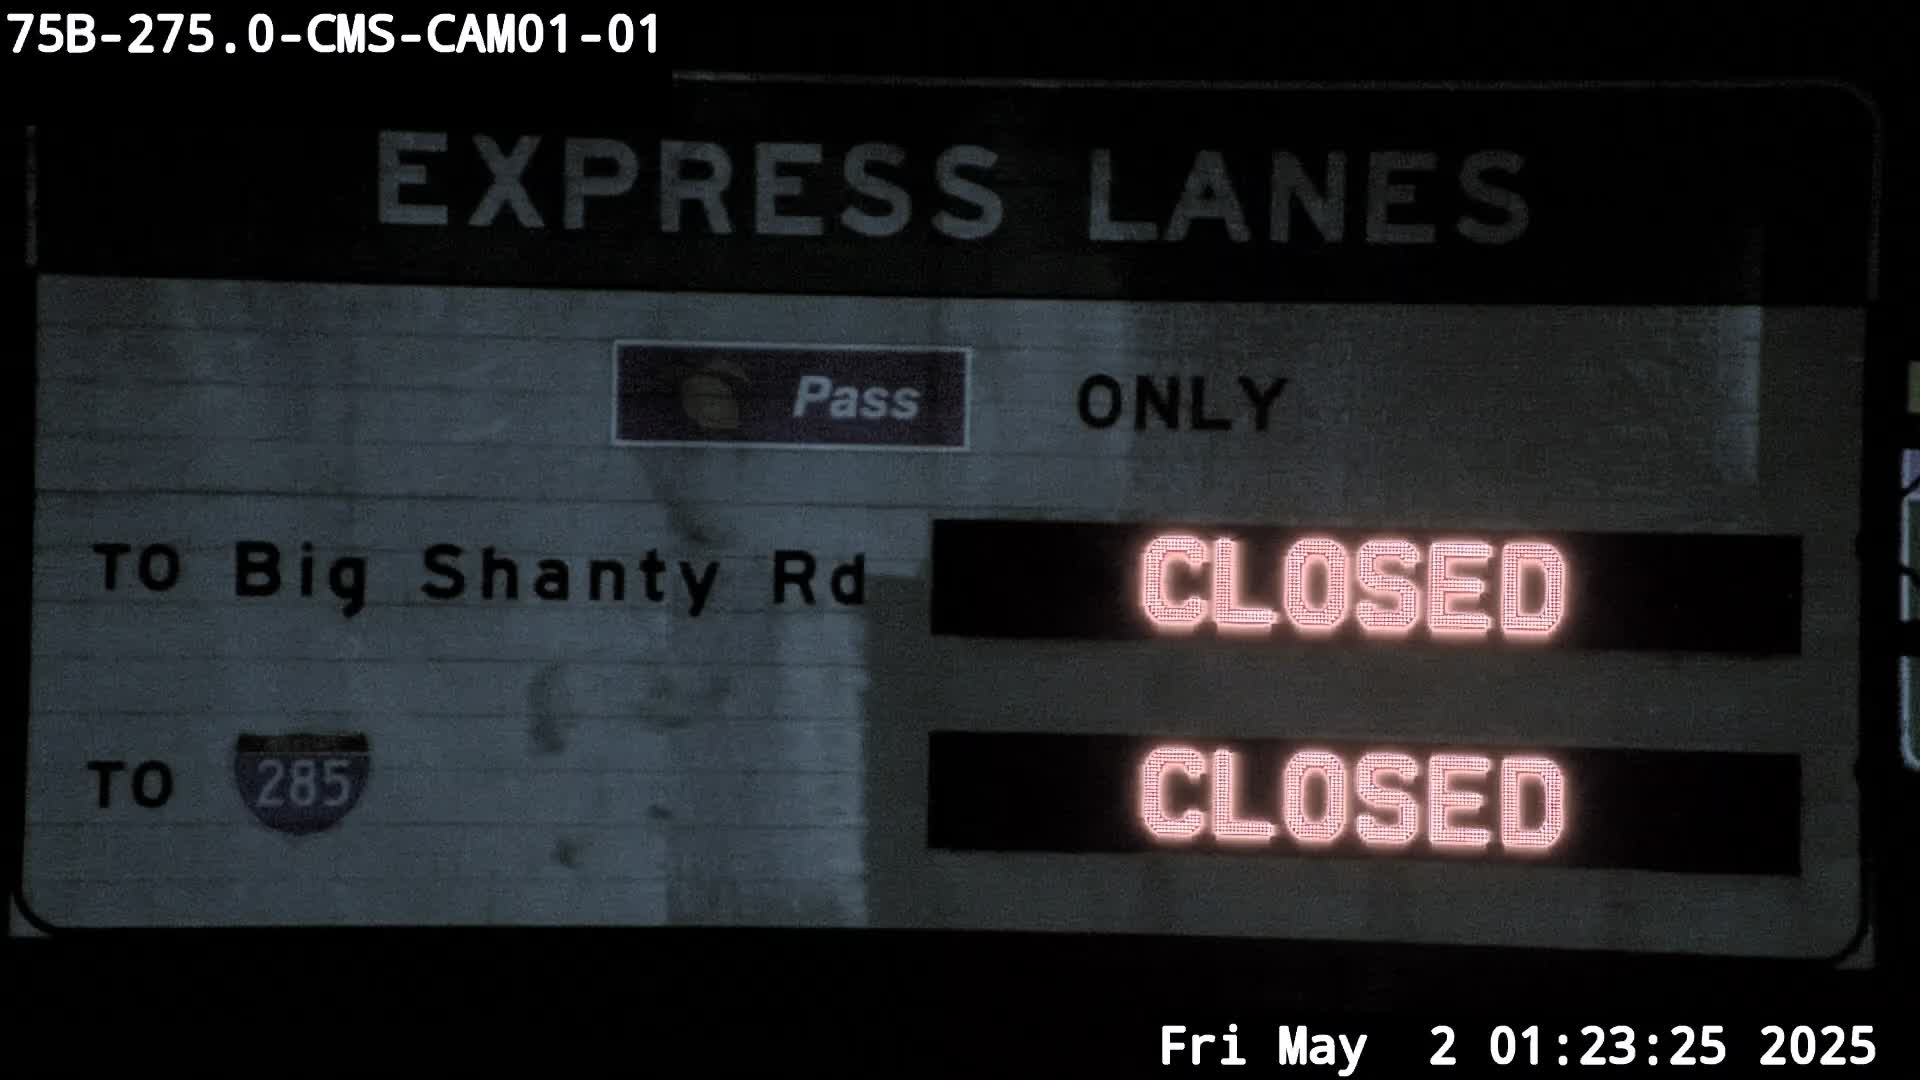 75B-275.0-CMS-CAM01-01
EXPRESS LANES
Pass ONLY
TO Big Shanty Rd CLOSED
TO 285 CLOSED
Fri May 2 01:23:25 2025